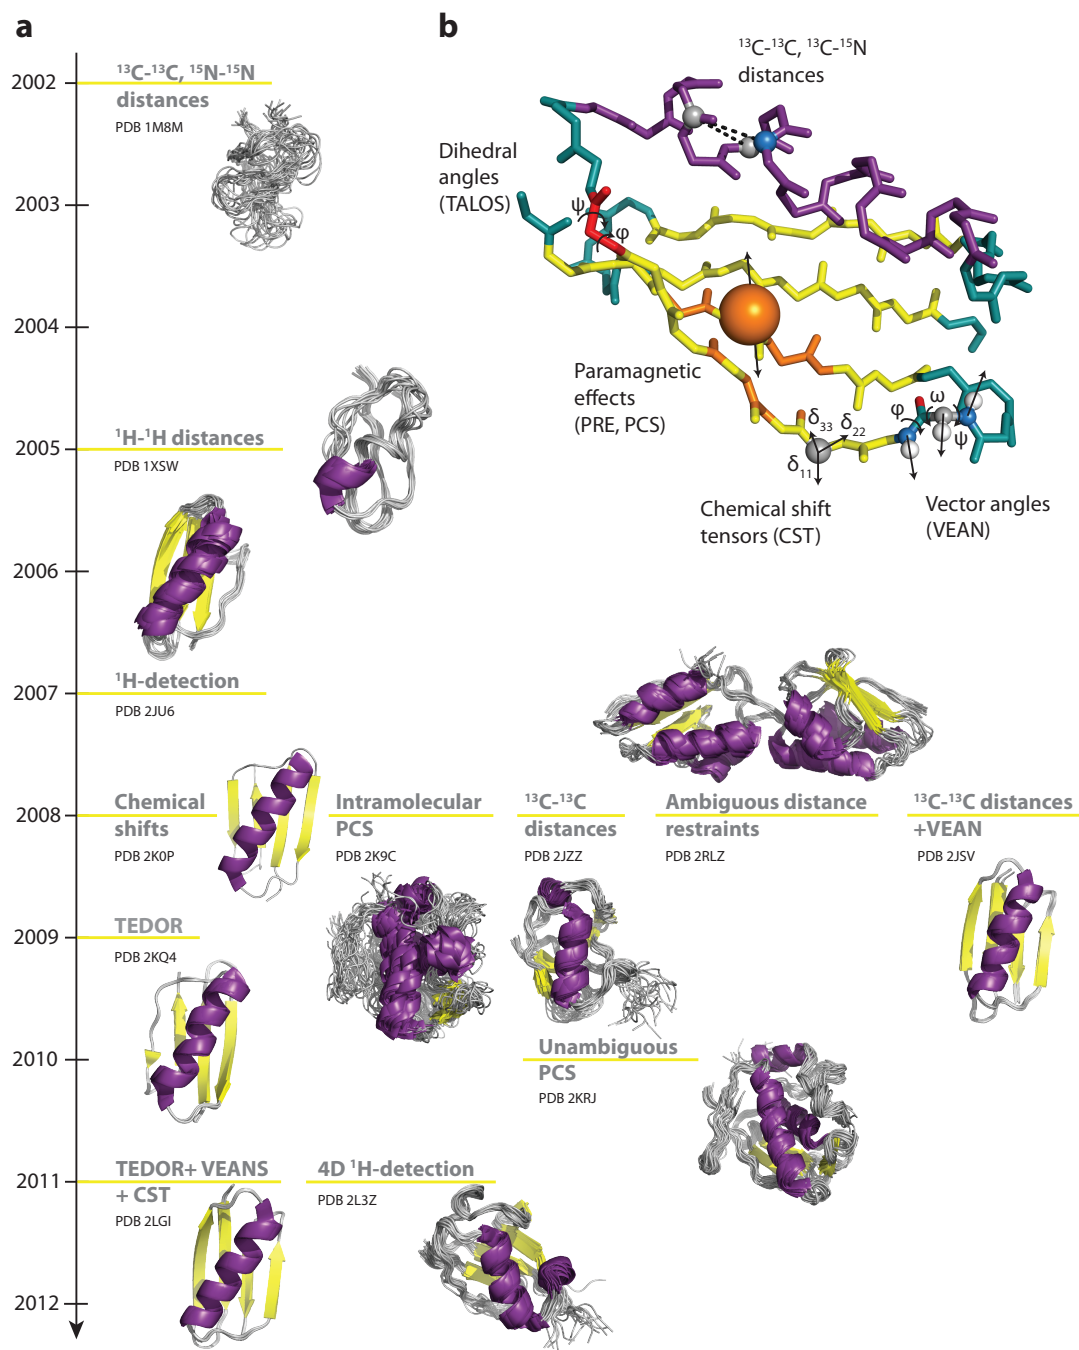 a
2002
¹³C-¹³C, ¹⁵N-¹⁵N
distances
PDB 1M8M
2003
2004
2005
¹H-¹H distances
PDB 1XSW
2006
2007
¹H-detection
PDB 2JU6
2008
Chemical
shifts
PDB 2K0P
Intramolecular
PCS
PDB 2K9C
¹³C-¹³C
distances
PDB 2JZZ
Ambiguous distance
restraints
PDB 2RLZ
¹³C-¹³C distances
+VEAN
PDB 2JSV
2009
TEDOR
PDB 2KQ4
2010
Unambiguous
PCS
PDB 2KRJ
2011
TEDOR+ VEANS
+ CST
PDB 2LGI
4D ¹H-detection
PDB 2L3Z
2012
b
¹³C-¹³C, ¹³C-¹⁵N
distances
Dihedral
angles
(TALOS)
ψ
φ
Paramagnetic
effects
(PRE, PCS)
δ₃₃
δ₂₂
δ₁₁
φ
ω
ψ
Chemical shift
tensors (CST)
Vector angles
(VEAN)